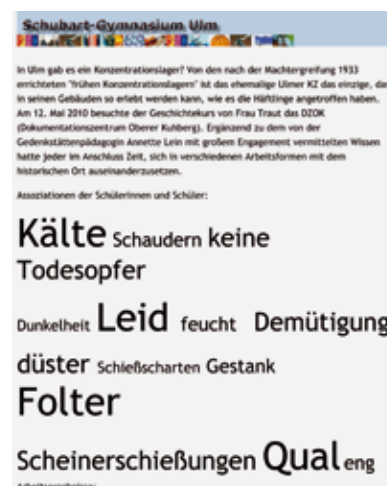 Schubart-Gymnasium Ulm
In Ulm gab es ein Konzentrationslager? Von den nach der Machtergreifung 1933
errichteten "frühen Konzentrationslagern" ist das ehemalige Ulmer KZ das einzige, das
in seinen Gebäuden so erlebt werden kann, wie es die Häftlinge angetroffen haben.
Am 12. Mai 2010 besuchte der Geschichtekurs von Frau Traut das DZOK
(Dokumentationszentrum Oberer Kuhberg). Ergänzend zu dem von der
Gedenkstättenpädagogin Annette Lein mit großem Engagement vermittelten Wissen
hatte jeder im Anschluss Zeit, sich in verschiedenen Arbeitsformen mit dem
historischen Ort auseinanderzusetzen.
Assoziationen der Schülerinnen und Schüler:
Kälte Schaudern keine
Todesopfer
Dunkelheit Leid feucht Demütigung
düster Schießscharten Gestank
Folter
Scheinerschießungen Qual eng